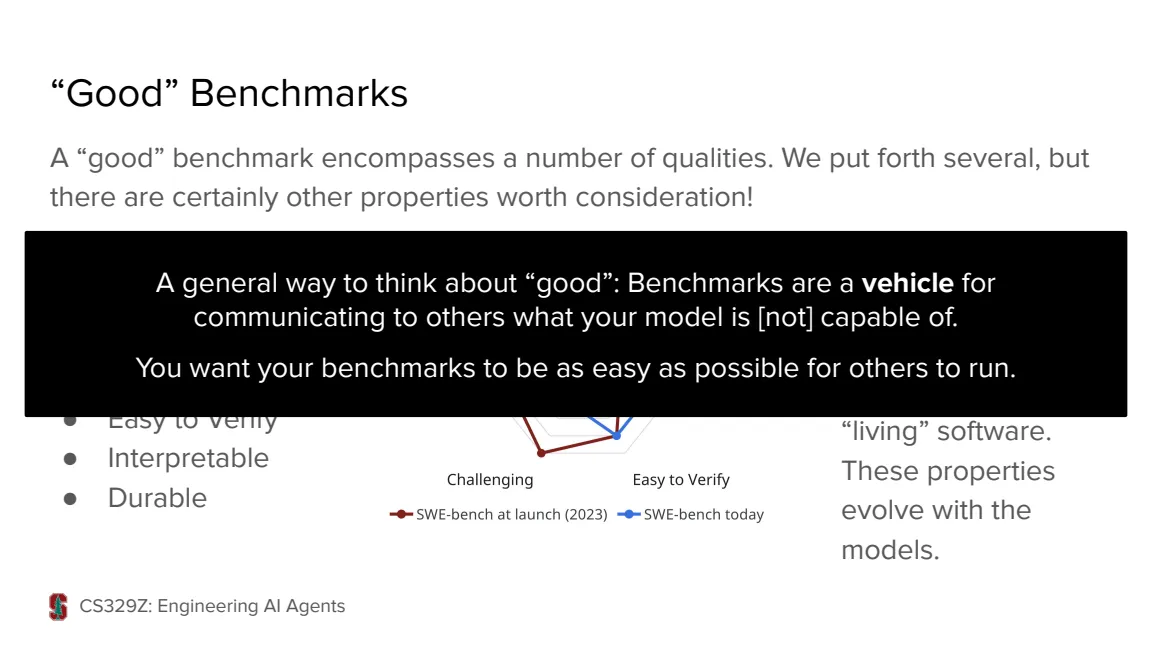 “Good” Benchmarks
A “good” benchmark encompasses a number of qualities. We put forth several, but
there are certainly other properties worth consideration!
A general way to think about “good”: Benchmarks are a vehicle for
communicating to others what your model is [not] capable of.
You want your benchmarks to be as easy as possible for others to run.
● Easy to Verify
● Interpretable
● Durable
Challenging
Easy to Verify
SWE-bench at launch (2023) SWE-bench today
“living” software.
These properties
evolve with the
models.
CS329Z: Engineering AI Agents